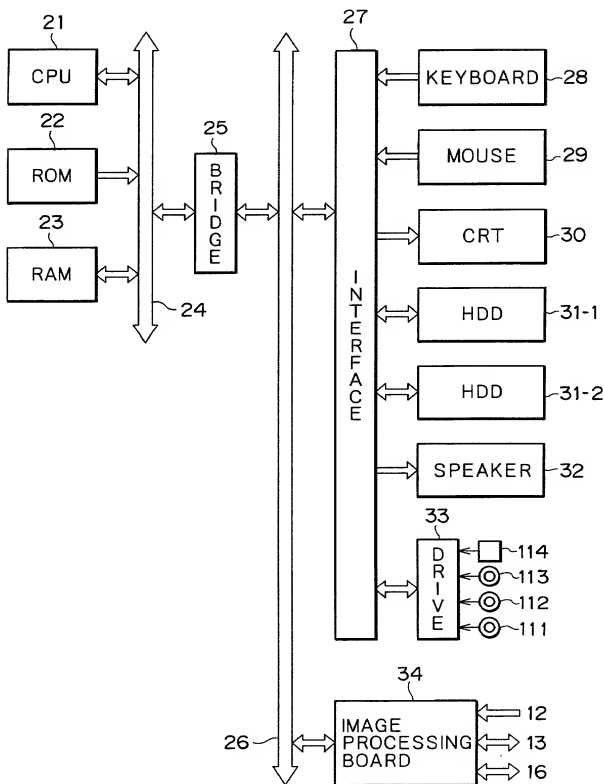 21
CPU
22
ROM
23
RAM
24
25
BRIDGE
26
27
INTERFACE
KEYBOARD 28
MOUSE 29
CRT 30
HDD 31-1
HDD 31-2
SPEAKER 32
33
DRIVE
114
113
112
111
34
IMAGE
PROCESSING
BOARD
12
13
16